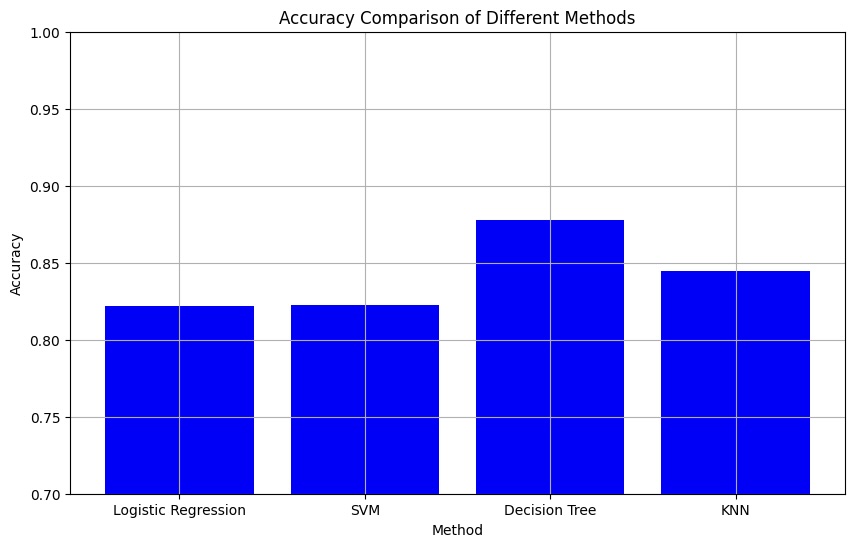 Accuracy Comparison of Different Methods
1.00
0.95
0.90
0.85
0.80
0.75
0.70
Accuracy
Logistic Regression SVM Decision Tree KNN
Method